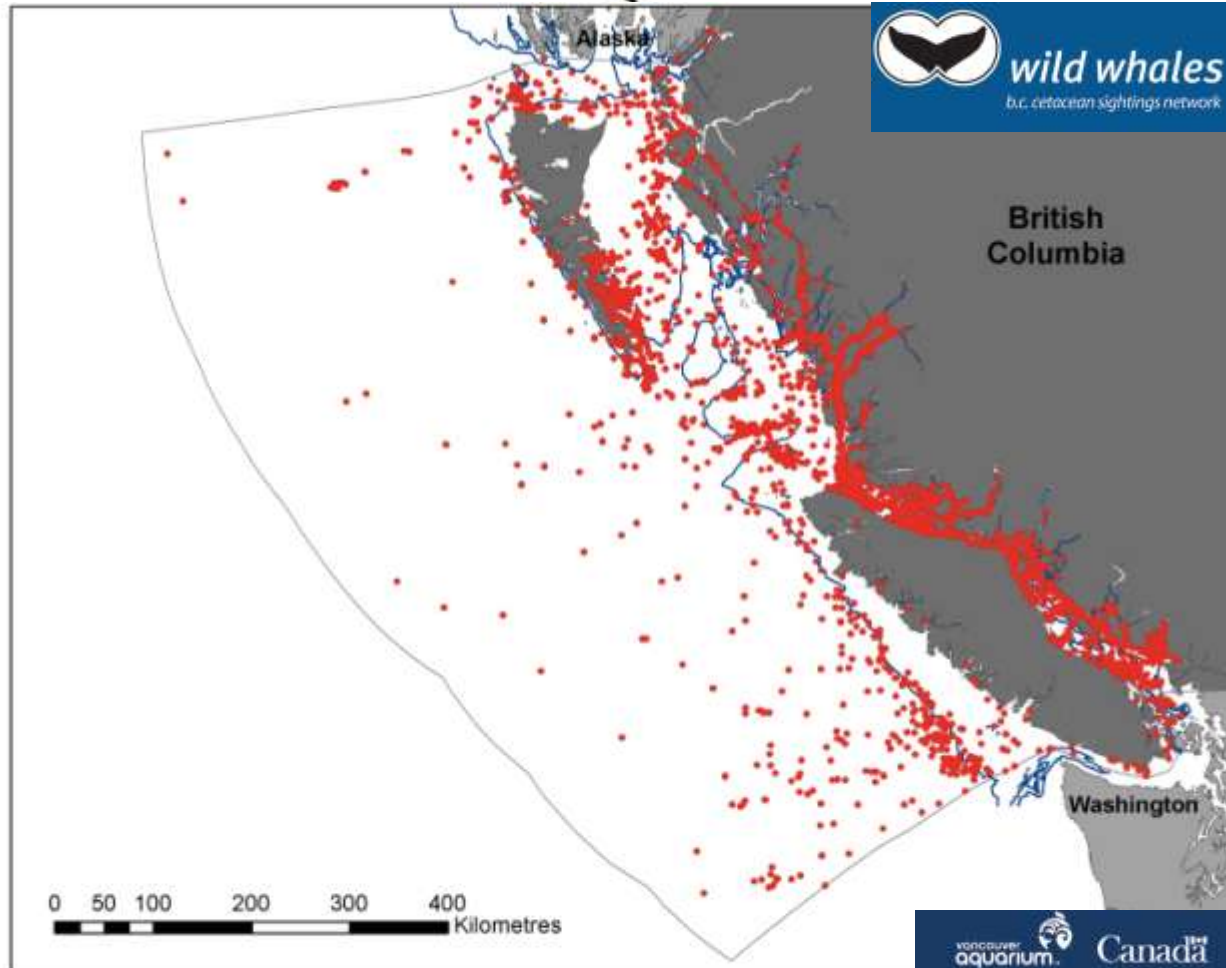 Alaska
wild whales
b.c. cetacean sightings network
British
Columbia
Washington
0 50 100 200 300 400
Kilometres
vancouver
aquarium
Canada